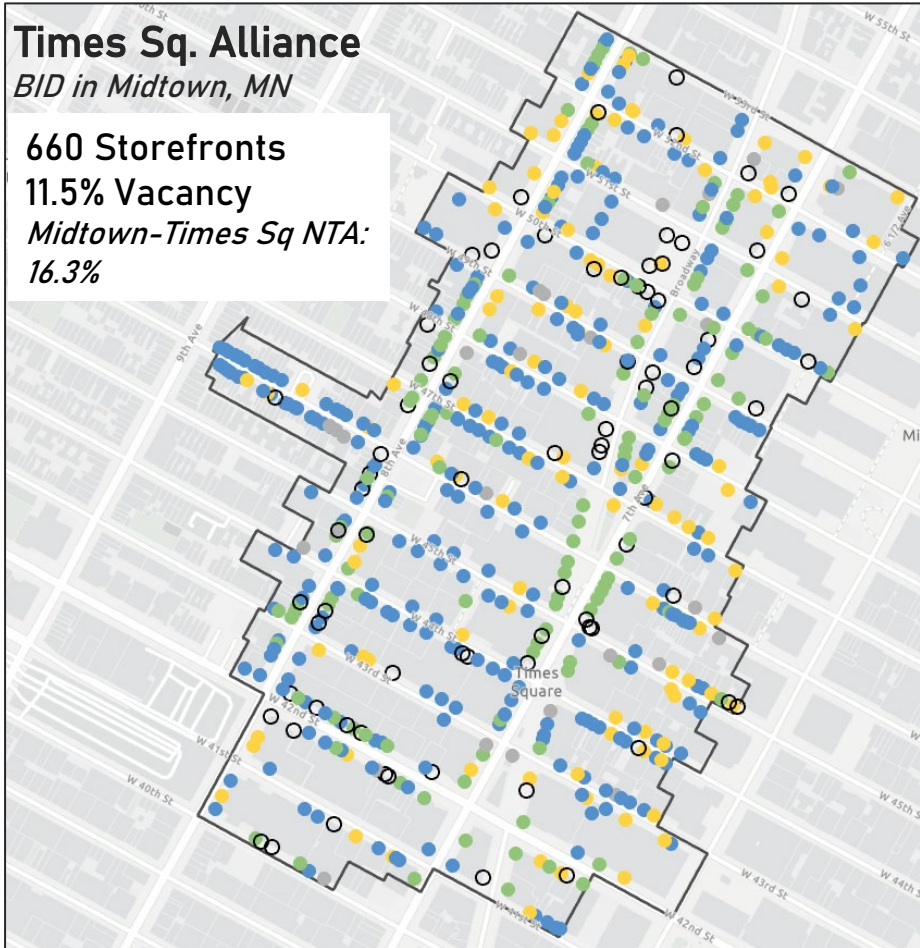 Times Sq. Alliance
BID in Midtown, MN
660 Storefronts
11.5% Vacancy
Midtown-Times Sq NTA:
16.3%
W 55th St
W 53rd St
W 52nd St
W 51st St
W 50th St
W 49th St
6 1/2 Ave
Broadway
9th Ave
W 47th St
8th Ave
7th Ave
Mi
W 45th St
W 44th St
W 43rd St
Times
Square
W 42nd St
W 41st St
W 40th St
W 45th St
W 44th St
W 43rd St
W 42nd St
W 41st St